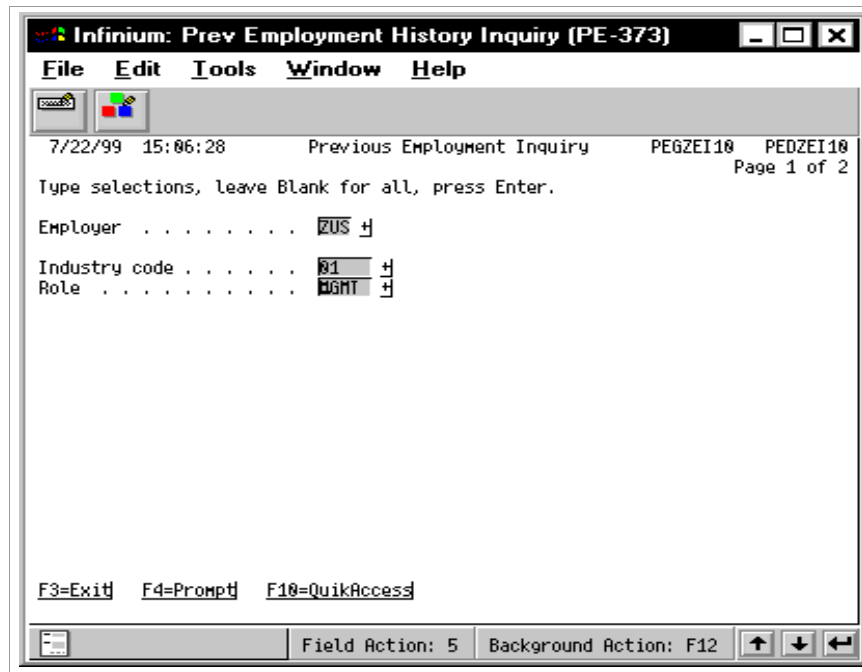 Infinium: Prev Employment History Inquiry (PE-373)
File Edit Tools Window Help
7/22/99 15:06:28 Previous Employment Inquiry PEGZEI10 PEDZEI10
Page 1 of 2
Type selections, leave Blank for all, press Enter.
Employer . . . . . . . . ZUS +
Industry code . . . . . . 01 +
Role . . . . . . . . . . MGMT +
F3=Exit F4=Prompt F10=QuikAccess
Field Action: 5 Background Action: F12